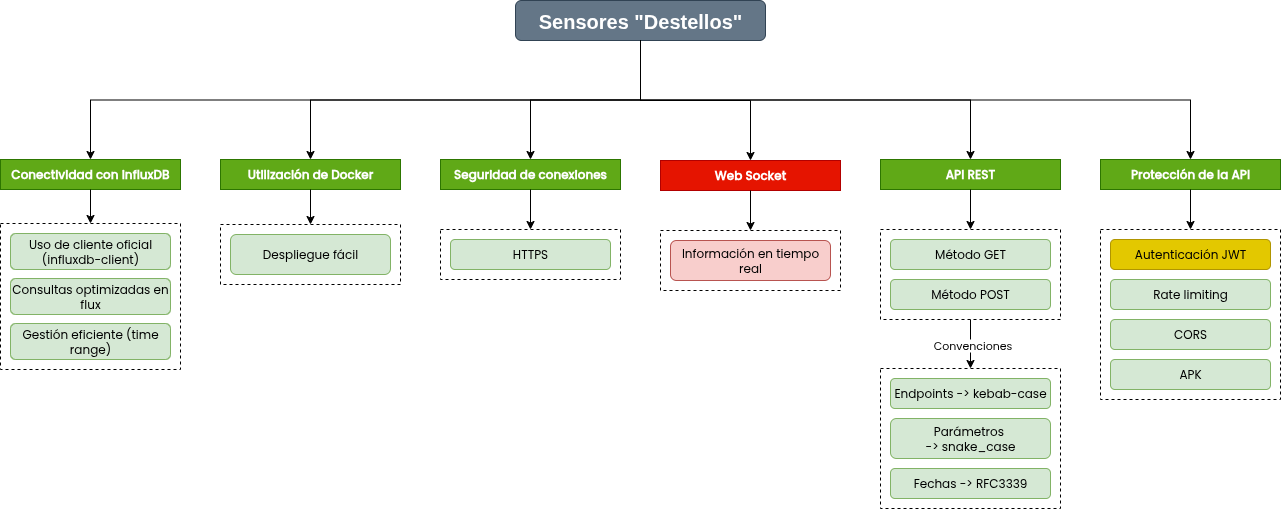 Sensores "Destellos"
Conectividad con InfluxDB
Utilización de Docker
Seguridad de conexiones
Web Socket
API REST
Protección de la API
Uso de cliente oficial
(influxdb-client)
Consultas optimizadas en
flux
Gestión eficiente (time
range)
Despliegue fácil
HTTPS
Información en tiempo
real
Método GET
Método POST
Convenciones
Endpoints -> kebab-case
Parámetros
-> snake_case
Fechas -> RFC3339
Autenticación JWT
Rate limiting
CORS
APK